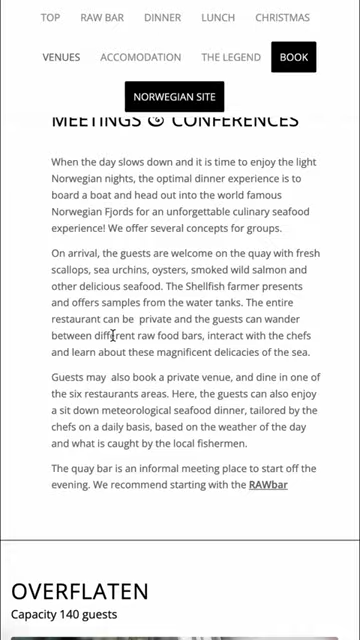 TOP RAW BAR DINNER LUNCH CHRISTMAS
VENUES ACCOMODATION THE LEGEND BOOK
NORWEGIAN SITE
MEETINGS & CONFERENCES
When the day slows down and it is time to enjoy the light
Norwegian nights, the optimal dinner experience is to
board a boat and head out into the world famous
Norwegian Fjords for an unforgettable culinary seafood
experience! We offer several concepts for groups.
On arrival, the guests are welcome on the quay with fresh
scallops, sea urchins, oysters, smoked wild salmon and
other delicious seafood. The Shellfish farmer presents
and offers samples from the water tanks. The entire
restaurant can be private and the guests can wander
between different raw food bars, interact with the chefs
and learn about these magnificent delicacies of the sea.
Guests may also book a private venue, and dine in one of
the six restaurants areas. Here, the guests can also enjoy
a sit down meteorological seafood dinner, tailored by the
chefs on a daily basis, based on the weather of the day
and what is caught by the local fishermen.
The quay bar is an informal meeting place to start off the
evening. We recommend starting with the RAWbar
OVERFLATEN
Capacity 140 guests